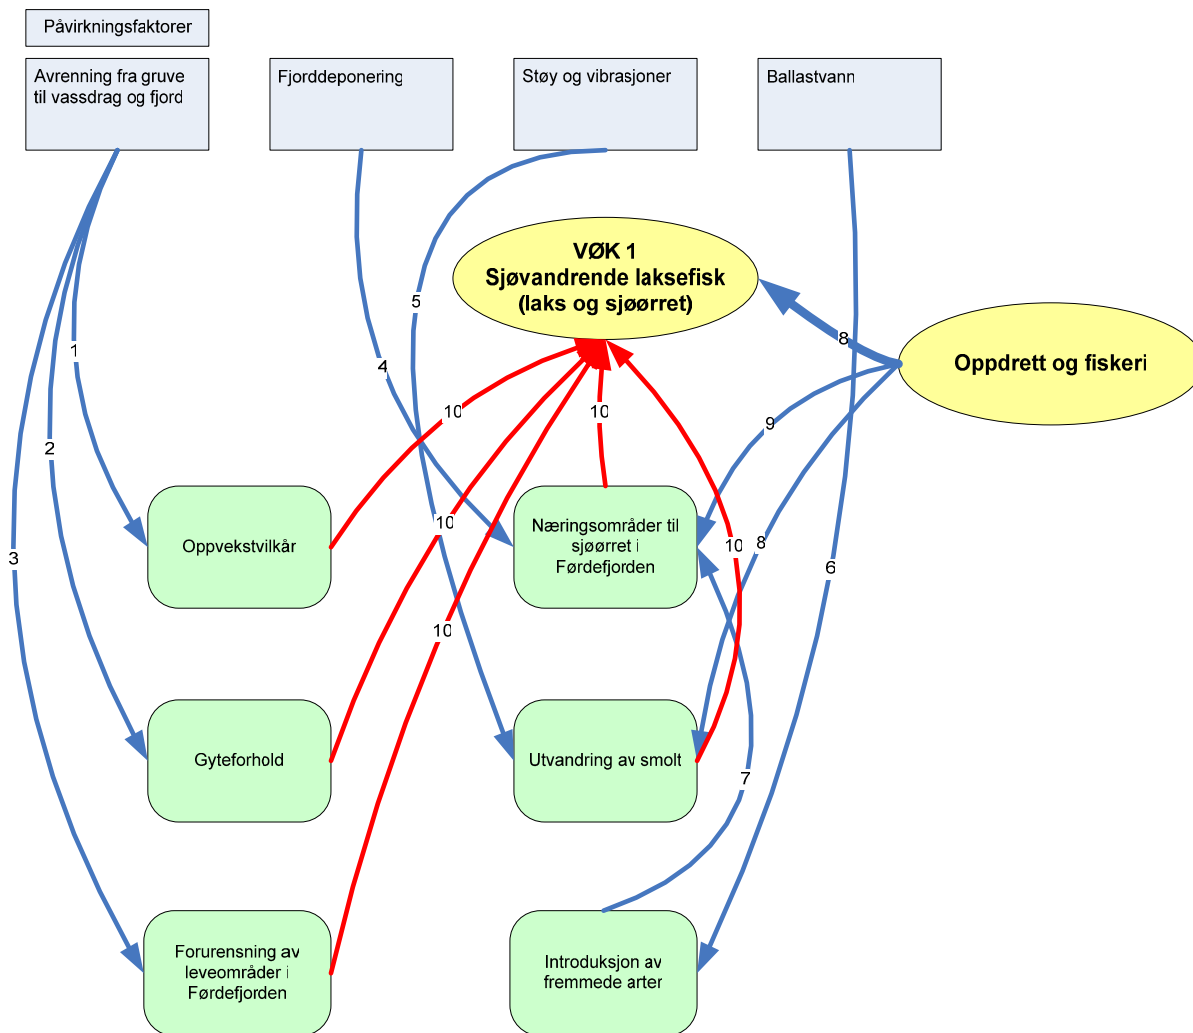 Påvirkningsfaktorer
Avrenning fra gruve
til vassdrag og fjord
Fjorddeponering
Støy og vibrasjoner
Ballastvann
VØK 1
Sjøvandrende laksefisk
(laks og sjøørret)
Oppdrett og fiskeri
5
8
1
4
10
10
9
2
10
10
8
3
6
10
7
Oppvekstvilkår
Næringsområder til
sjøørret i
Førdefjorden
Gyteforhold
Utvandring av smolt
Forurensning av
leveområder i
Førdefjorden
Introduksjon av
fremmede arter